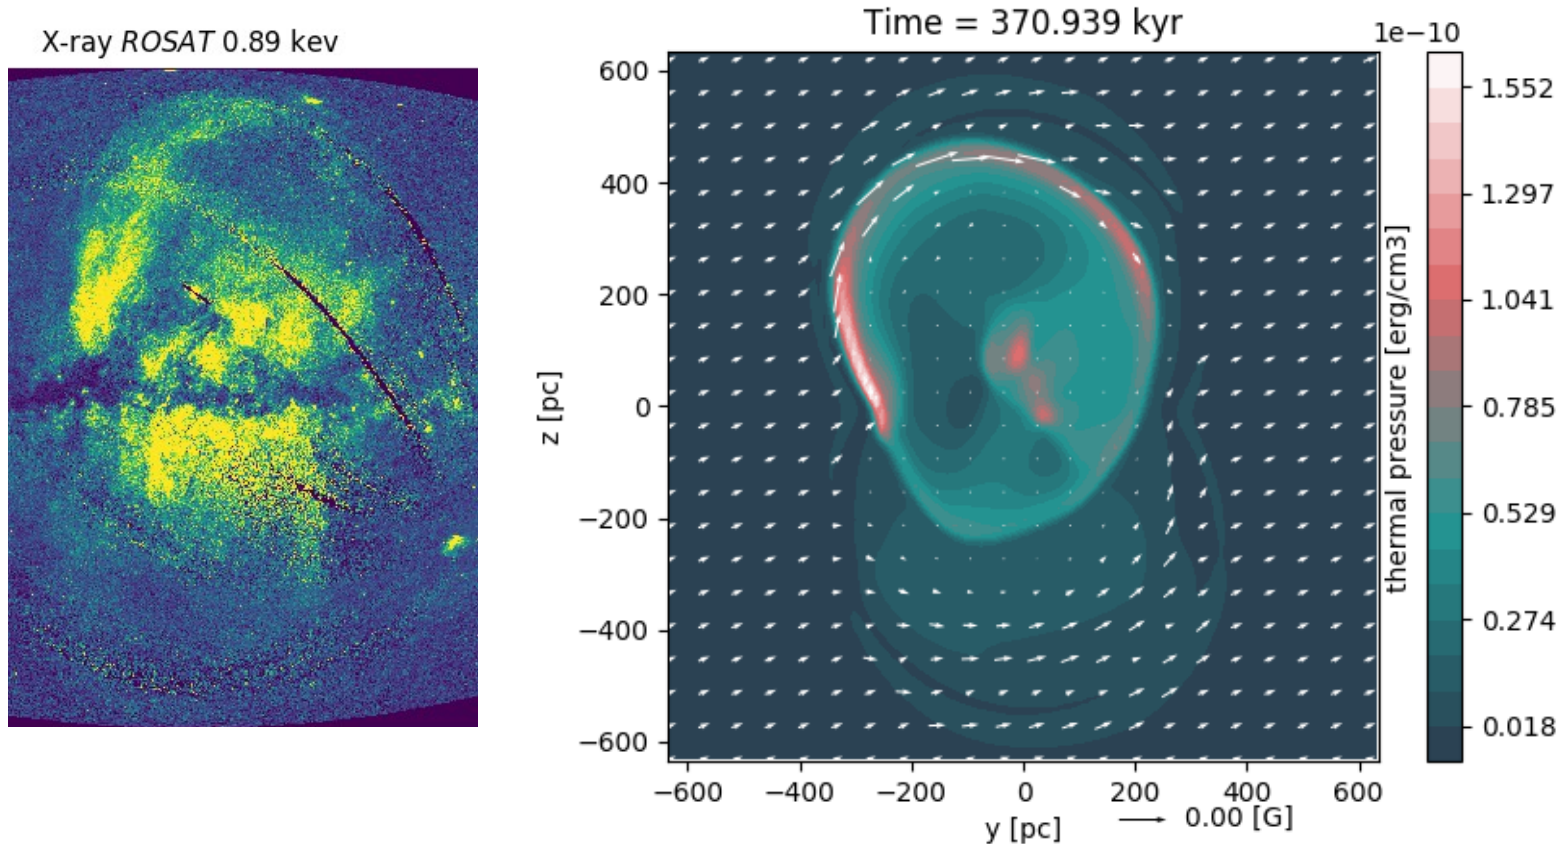 X-ray ROSAT 0.89 kev
Time = 370.939 kyr
1e−10
600
400
200
0
−200
−400
−600
z [pc]
−600 −400 −200 0 200 400 600
y [pc]
0.00 [G]
1.552
1.297
1.041
0.785
0.529
0.274
0.018
thermal pressure [erg/cm3]